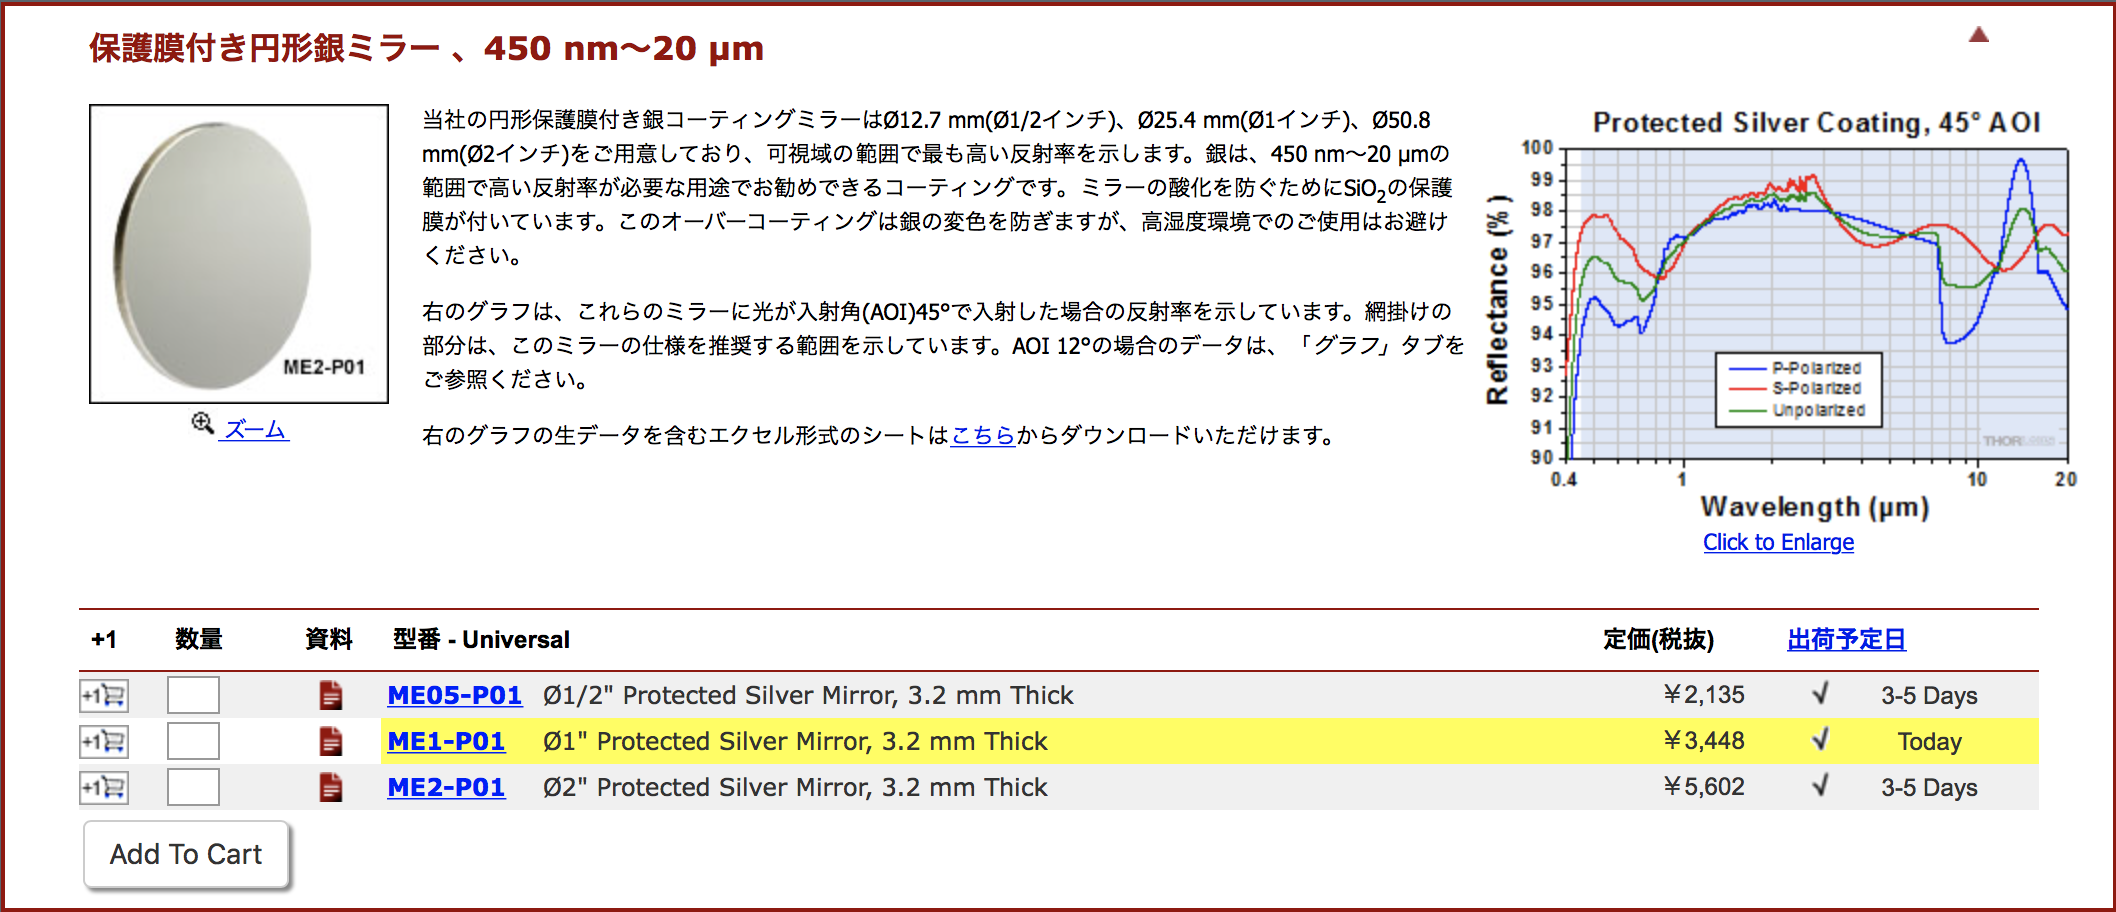 保護膜付き円形銀ミラー 、450 nm～20 µm
ME2-P01
ズーム
当社の円形保護膜付き銀コーティングミラーはØ12.7 mm(Ø1/2インチ)、Ø25.4 mm(Ø1インチ)、Ø50.8
mm(Ø2インチ)をご用意しており、可視域の範囲で最も高い反射率を示します。銀は、450 nm～20 µmの
範囲で高い反射率が必要な用途でお勧めできるコーティングです。ミラーの酸化を防ぐためにSiO2の保護
膜が付いています。このオーバーコーティングは銀の変色を防ぎますが、高湿度環境でのご使用はお避け
ください。
右のグラフは、これらのミラーに光が入射角(AOI)45°で入射した場合の反射率を示しています。網掛けの
部分は、このミラーの仕様を推奨する範囲を示しています。AOI 12°の場合のデータは、「グラフ」タブを
ご参照ください。
右のグラフの生データを含むエクセル形式のシートはこちらからダウンロードいただけます。
Protected Silver Coating, 45° AOI
Reflectance (%)
100
99
98
97
96
95
94
93
92
91
90
P-Polarized
S-Polarized
Unpolarized
THORLABS
0.4 1 10 20
Wavelength (µm)
Click to Enlarge
+1 数量 資料 型番 - Universal 定価(税抜) 出荷予定日
+1 ME05-P01 Ø1/2" Protected Silver Mirror, 3.2 mm Thick ￥2,135 √ 3-5 Days
+1 ME1-P01 Ø1" Protected Silver Mirror, 3.2 mm Thick ￥3,448 √ Today
+1 ME2-P01 Ø2" Protected Silver Mirror, 3.2 mm Thick ￥5,602 √ 3-5 Days
Add To Cart